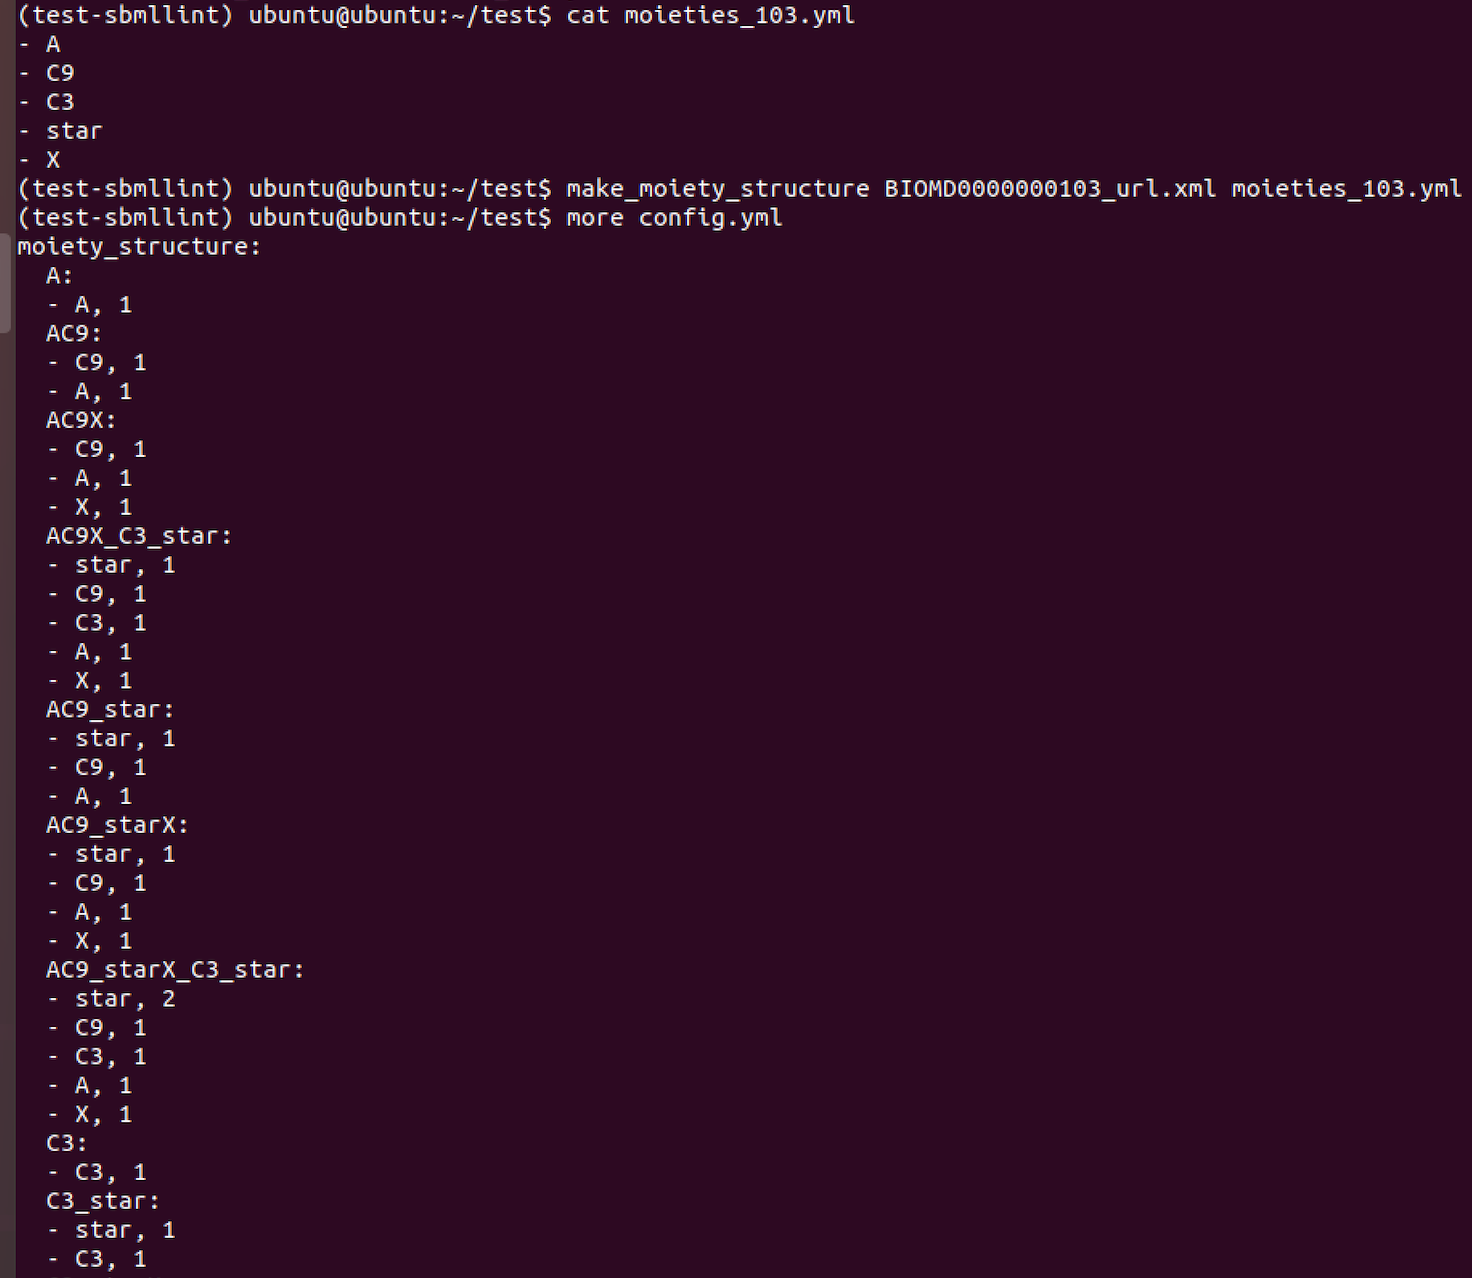 (test-sbmllint) ubuntu@ubuntu:~/test$ cat moieties_103.yml
- A
- C9
- C3
- star
- X
(test-sbmllint) ubuntu@ubuntu:~/test$ make_moiety_structure BIOMD0000000103_url.xml moieties_103.yml
(test-sbmllint) ubuntu@ubuntu:~/test$ more config.yml
moiety_structure:
  A:
  - A, 1
  AC9:
  - C9, 1
  - A, 1
  AC9X:
  - C9, 1
  - A, 1
  - X, 1
  AC9X_C3_star:
  - star, 1
  - C9, 1
  - C3, 1
  - A, 1
  - X, 1
  AC9_star:
  - star, 1
  - C9, 1
  - A, 1
  AC9_starX:
  - star, 1
  - C9, 1
  - A, 1
  - X, 1
  AC9_starX_C3_star:
  - star, 2
  - C9, 1
  - C3, 1
  - A, 1
  - X, 1
  C3:
  - C3, 1
  C3_star:
  - star, 1
  - C3, 1